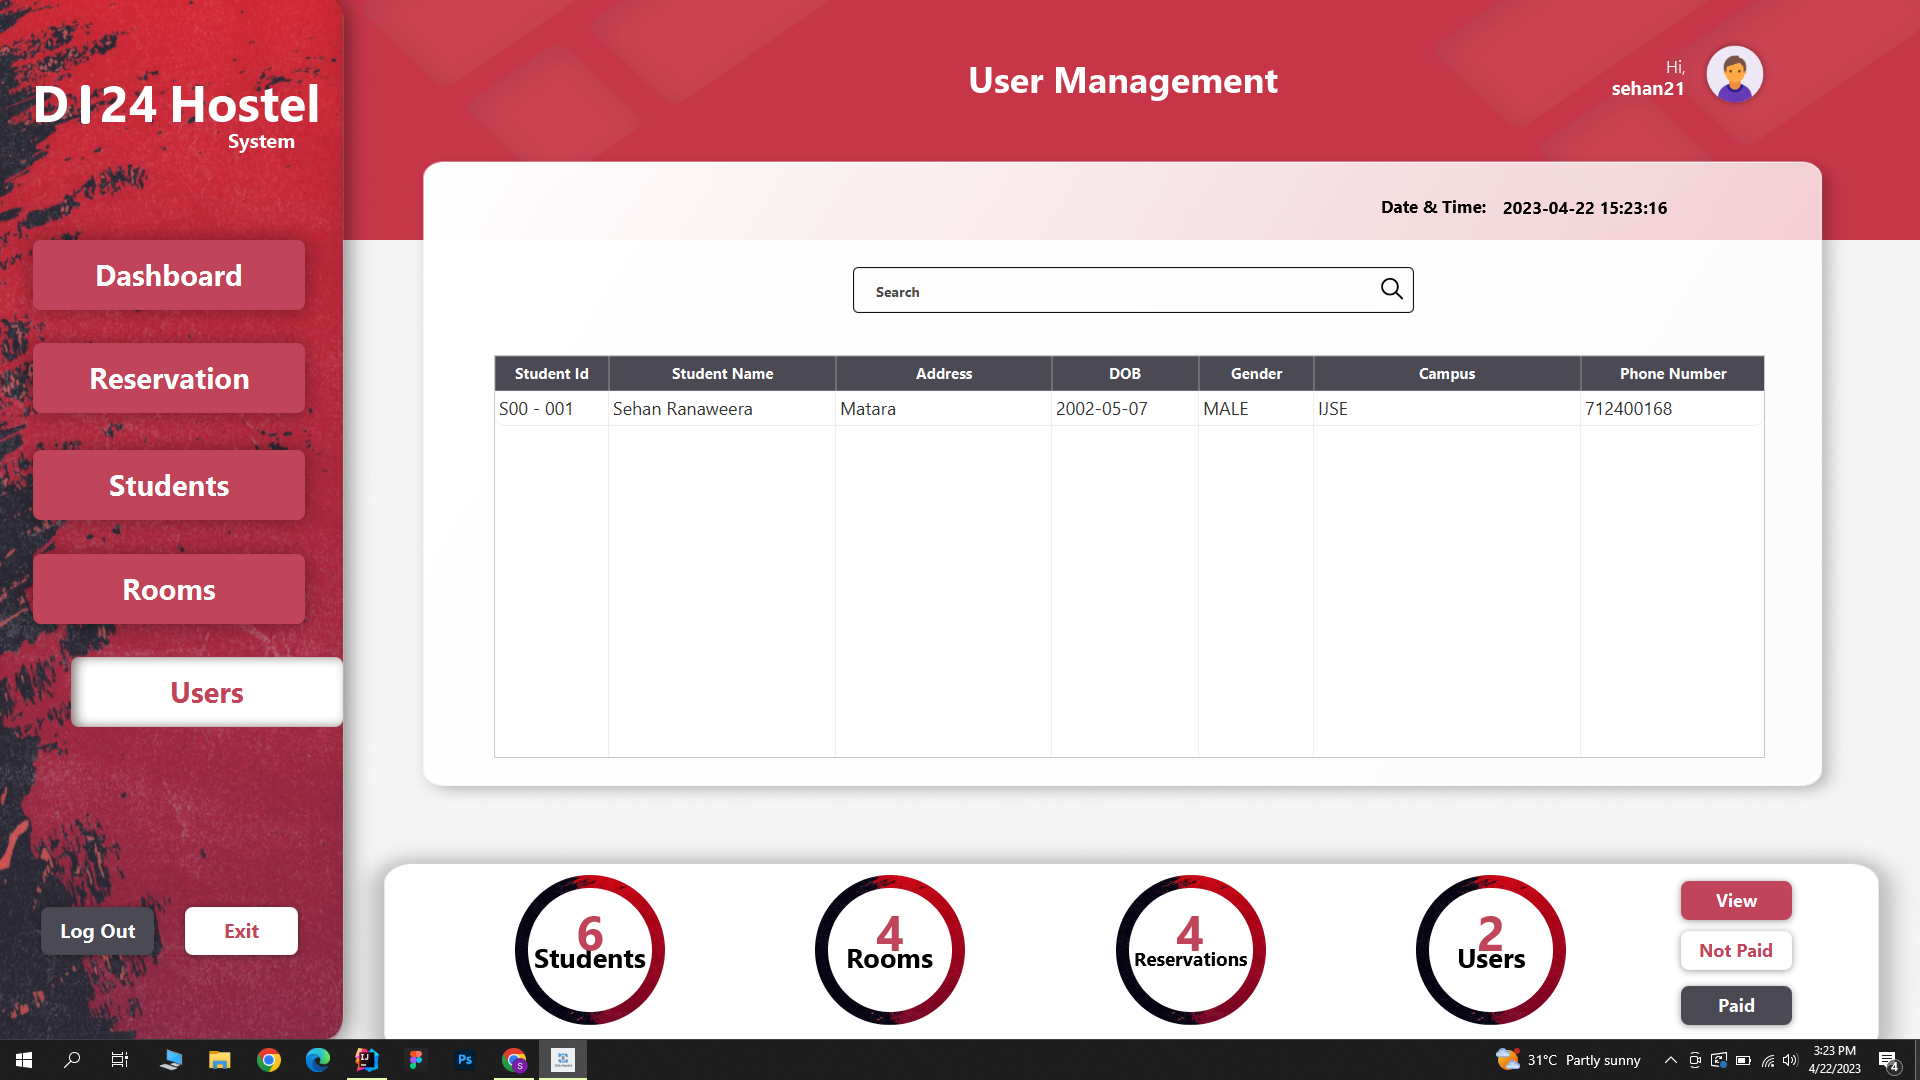 D|24 Hostel
System
Dashboard
Reservation
Students
Rooms
Users
Log Out
Exit
User Management
Hi,
sehan21
Date & Time: 2023-04-22 15:23:16
Search
Student Id Student Name Address DOB Gender Campus Phone Number
S00 - 001 Sehan Ranaweera Matara 2002-05-07 MALE IJSE 712400168
6
Students
4
Rooms
4
Reservations
2
Users
View
Not Paid
Paid
IJ
Ps
S
31°C Partly sunny
3:23 PM
4/22/2023
4